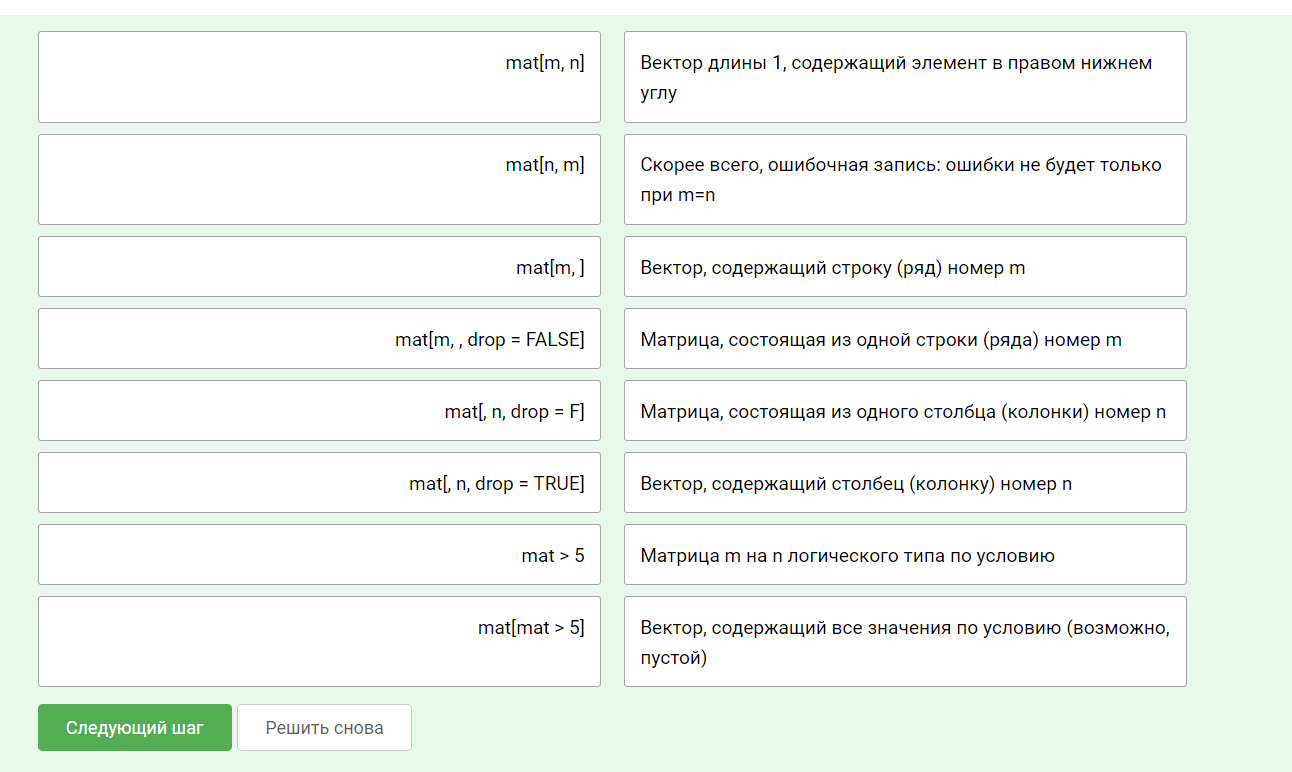 mat[m, n]
Вектор длины 1, содержащий элемент в правом нижнем
углу
mat[n, m]
Скорее всего, ошибочная запись: ошибки не будет только
при m=n
mat[m, ]
Вектор, содержащий строку (ряд) номер m
mat[m, , drop = FALSE]
Матрица, состоящая из одной строки (ряда) номер m
mat[, n, drop = F]
Матрица, состоящая из одного столбца (колонки) номер n
mat[, n, drop = TRUE]
Вектор, содержащий столбец (колонку) номер n
mat > 5
Матрица m на n логического типа по условию
mat[mat > 5]
Вектор, содержащий все значения по условию (возможно,
пустой)
Следующий шаг
Решить снова